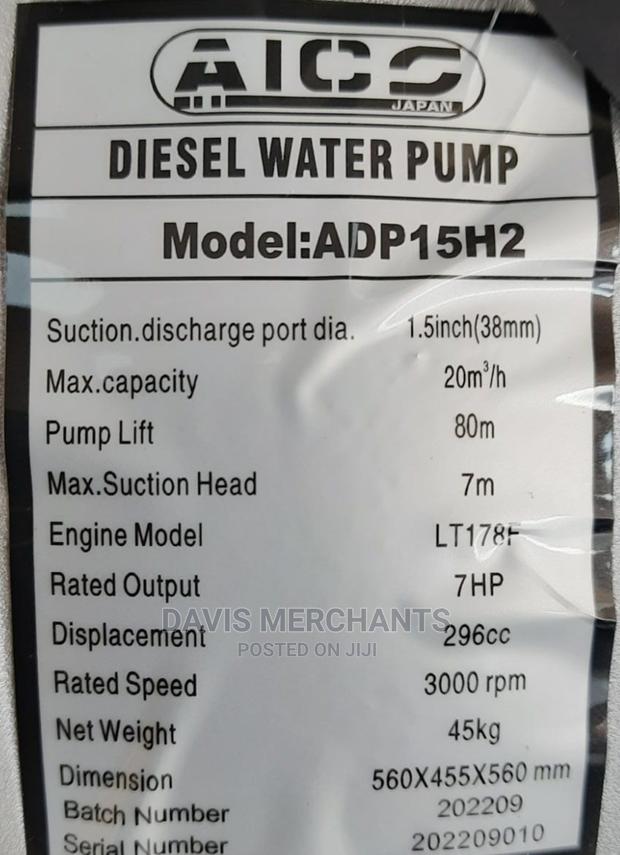 AICO
JAPAN
DIESEL WATER PUMP
Model:ADP15H2
Suction.discharge port dia. 1.5inch(38mm)
Max.capacity 20m³/h
Pump Lift 80m
Max.Suction Head 7m
Engine Model LT178F
Rated Output 7HP
DAVIS MERCHANTS
Displacement 296cc
POSTED ON JIJI
Rated Speed 3000 rpm
Net Weight 45kg
Dimension 560X455X560 mm
Batch Number 202209
Serial Number 202209010